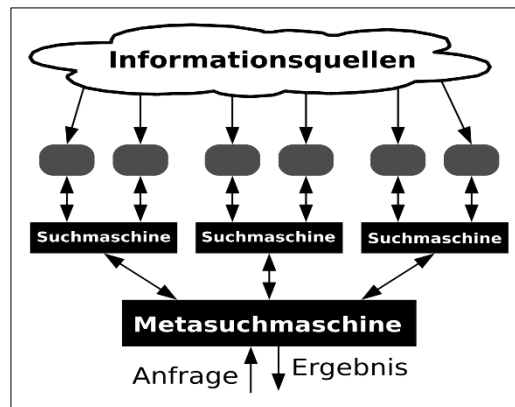 Informationsquellen
Suchmaschine Suchmaschine Suchmaschine
Metasuchmaschine
Anfrage Ergebnis